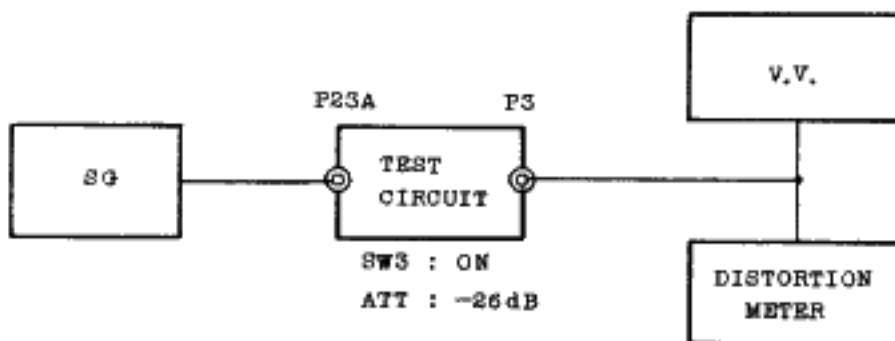 V.V.
P23A P3
SG
TEST
CIRCUIT
SW3 : ON
ATT : -26dB
DISTORTION
METER